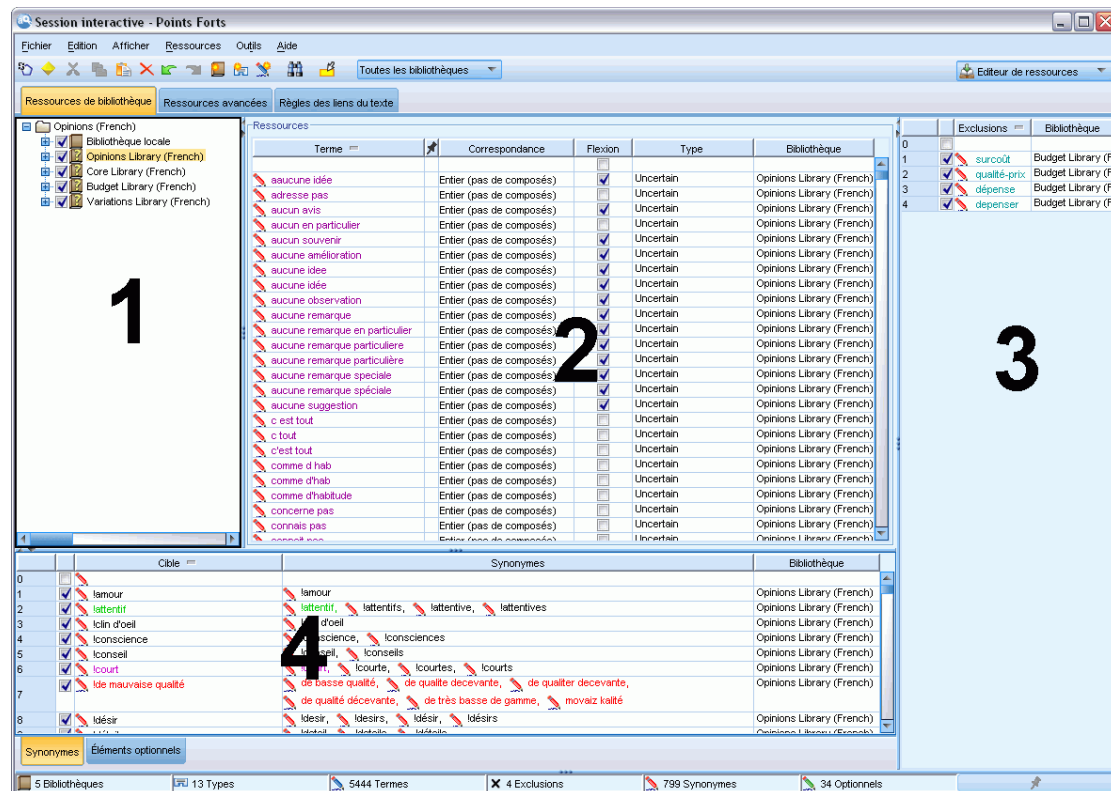 Session interactive - Points Forts
Fichier Edition Afficher Ressources Outils Aide
Toutes les bibliothèques
Editeur de ressources
Ressources de bibliothèque Ressources avancées Règles des liens du texte
Opinions (French)
Bibliothèque locale
Opinions Library (French)
Core Library (French)
Budget Library (French)
Variations Library (French)
1
Ressources
Terme Correspondance Flexion Type Bibliothèque
aaucune idée Entier (pas de composés) Uncertain Opinions Library (French)
adresse pas Entier (pas de composés) Uncertain Opinions Library (French)
aucun avis Entier (pas de composés) Uncertain Opinions Library (French)
aucun en particulier Entier (pas de composés) Uncertain Opinions Library (French)
aucun souvenir Entier (pas de composés) Uncertain Opinions Library (French)
aucune amélioration Entier (pas de composés) Uncertain Opinions Library (French)
aucune idee Entier (pas de composés) Uncertain Opinions Library (French)
aucune idée Entier (pas de composés) Uncertain Opinions Library (French)
aucune observation Entier (pas de composés) Uncertain Opinions Library (French)
aucune remarque Entier (pas de composés) Uncertain Opinions Library (French)
aucune remarque en particulier Entier (pas de composés) Uncertain Opinions Library (French)
aucune remarque particuliere Entier (pas de composés) Uncertain Opinions Library (French)
aucune remarque particulière Entier (pas de composés) Uncertain Opinions Library (French)
aucune remarque speciale Entier (pas de composés) Uncertain Opinions Library (French)
aucune remarque spéciale Entier (pas de composés) Uncertain Opinions Library (French)
aucune suggestion Entier (pas de composés) Uncertain Opinions Library (French)
c est tout Entier (pas de composés) Uncertain Opinions Library (French)
c tout Entier (pas de composés) Uncertain Opinions Library (French)
c'est tout Entier (pas de composés) Uncertain Opinions Library (French)
comme d hab Entier (pas de composés) Uncertain Opinions Library (French)
comme d'hab Entier (pas de composés) Uncertain Opinions Library (French)
comme d'habitude Entier (pas de composés) Uncertain Opinions Library (French)
concerne pas Entier (pas de composés) Uncertain Opinions Library (French)
connais pas Entier (pas de composés) Uncertain Opinions Library (French)
2
Exclusions Bibliothèque
0
1 surcoût Budget Library (F
2 qualité-prix Budget Library (F
3 dépense Budget Library (F
4 depenser Budget Library (F
3
Cible Synonymes Bibliothèque
0
1 !amour !amour Opinions Library (French)
2 !attentif !attentif, !attentifs, !attentive, !attentives Opinions Library (French)
3 !clin d'oeil d'oeil Opinions Library (French)
4 !conscience !consciences Opinions Library (French)
5 !conseil !conseils Opinions Library (French)
6 !court !courte, !courtes, !courts Opinions Library (French)
7 !de mauvaise qualité de basse qualité, de qualite decevante, de qualiter decevante, Opinions Library (French)
de qualité décevante, de très basse de gamme, movaiz kalité
8 !désir !desir, !desirs, !désir, !désirs Opinions Library (French)
4
Synonymes Éléments optionnels
5 Bibliothèques 13 Types 5444 Termes 4 Exclusions 799 Synonymes 34 Optionnels